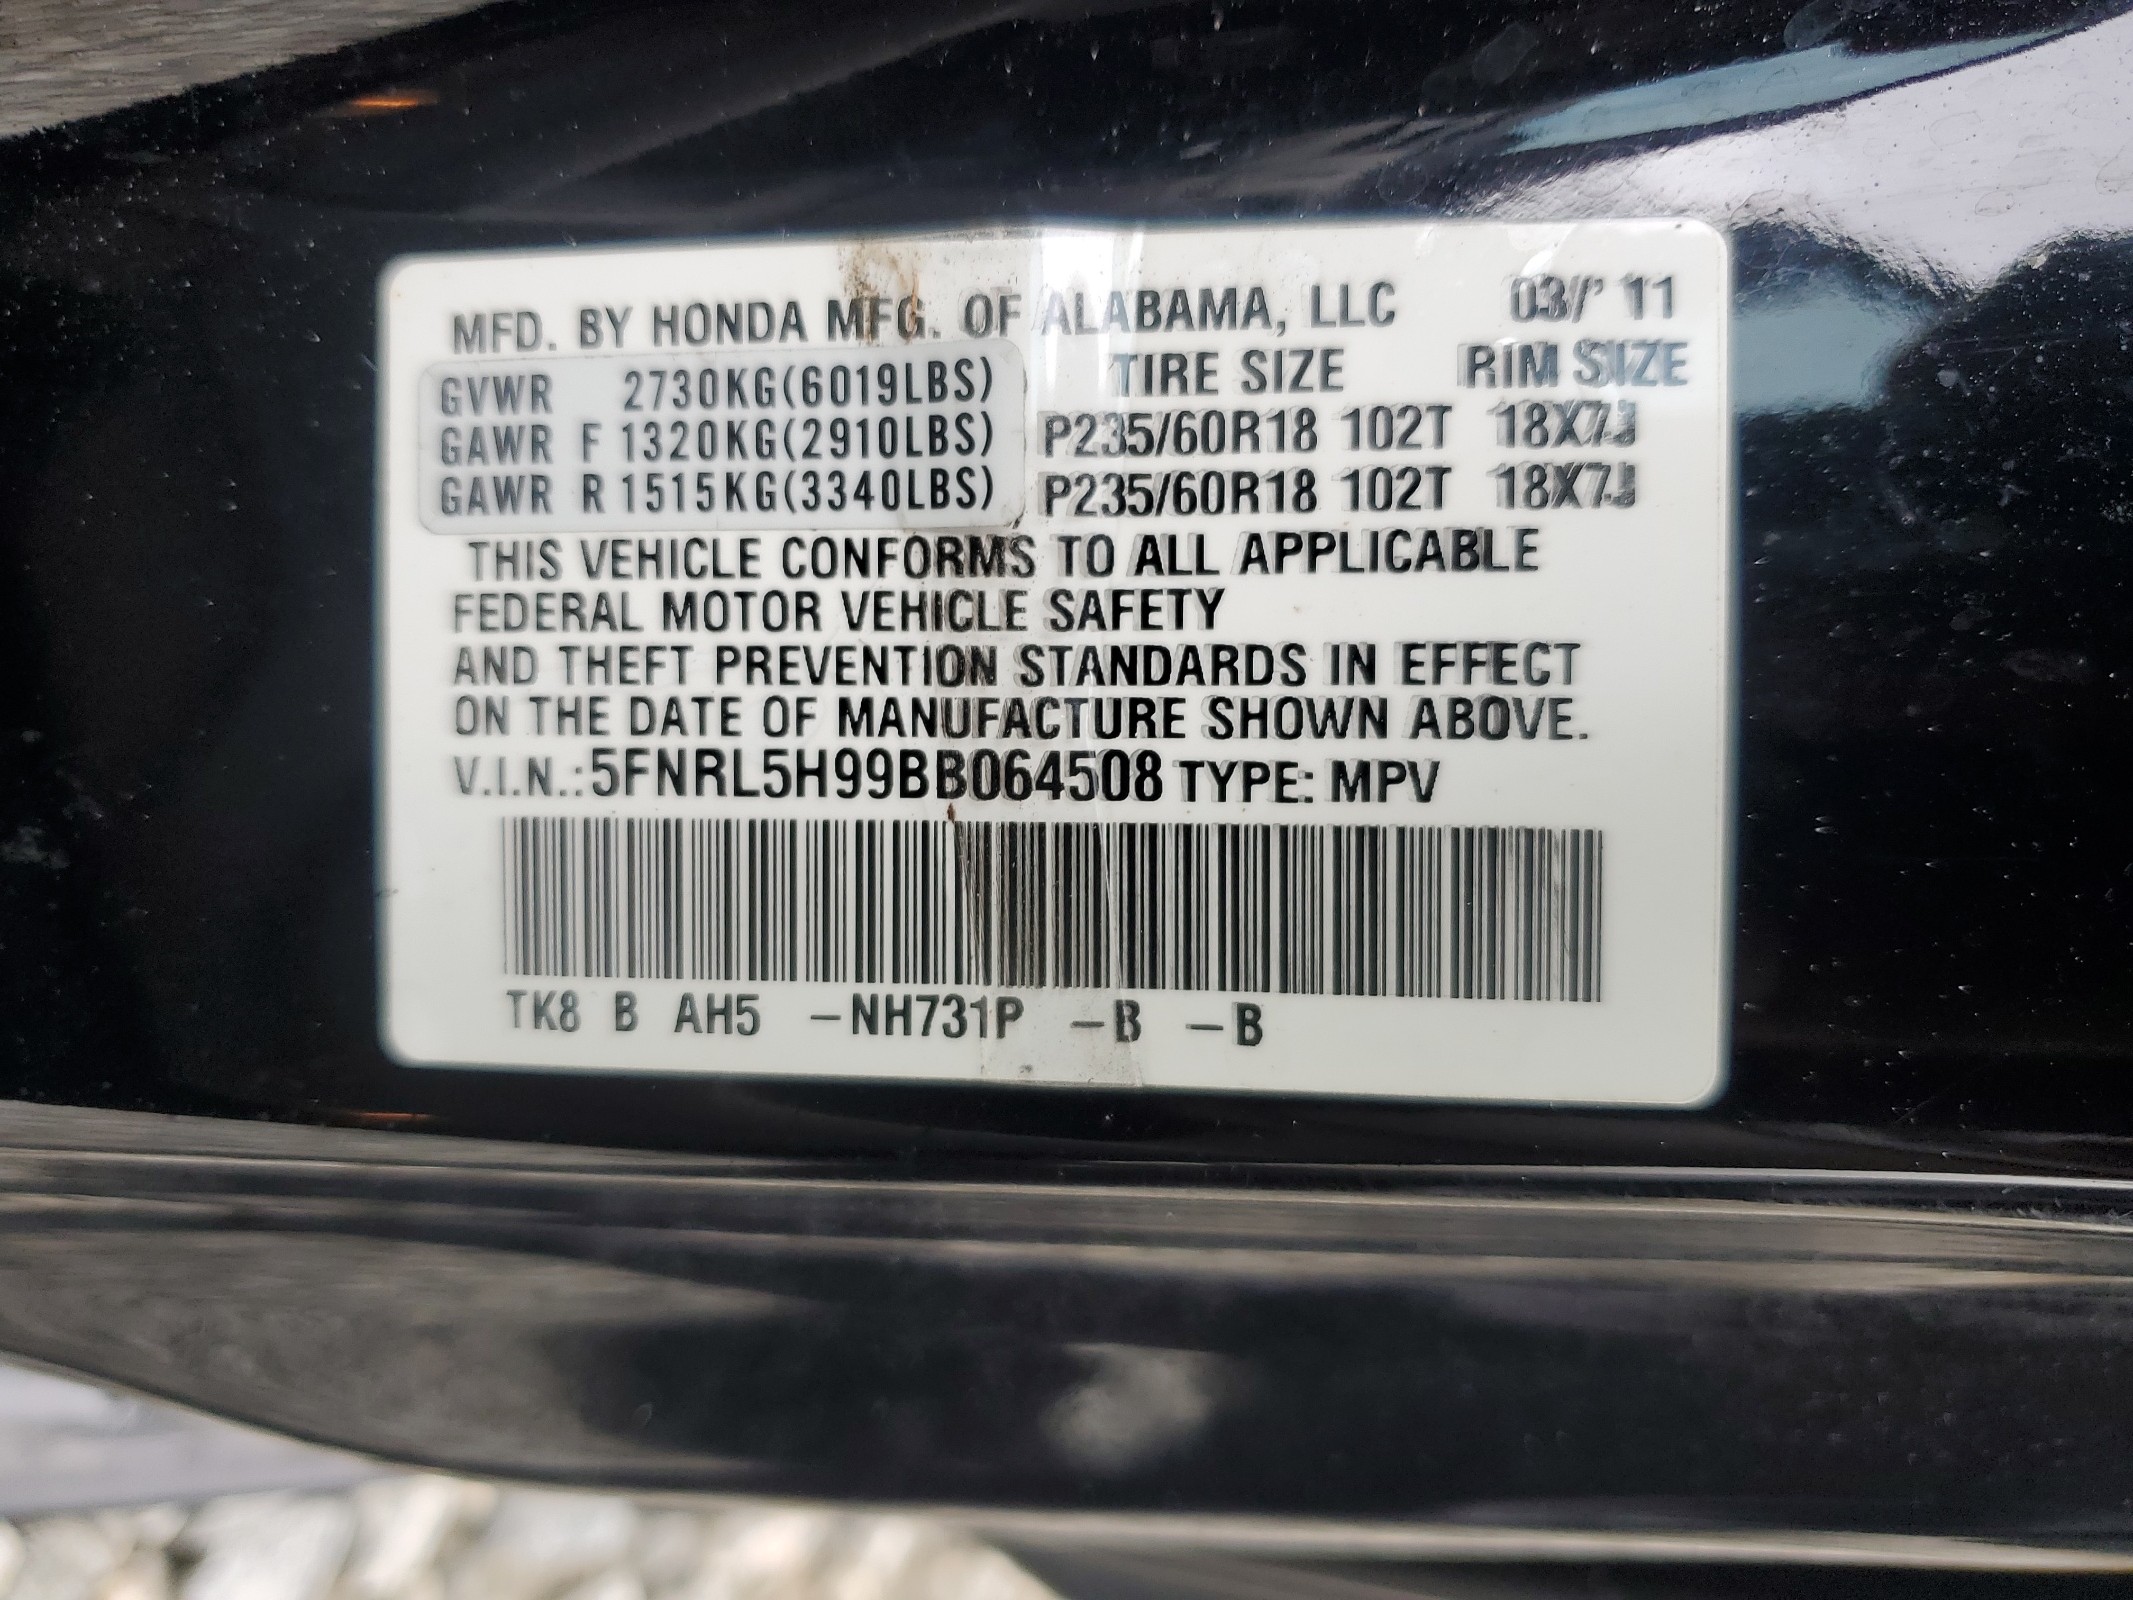 MFD. BY HONDA MFG. OF ALABAMA, LLC 03/' 11
GVWR 2730KG(6019LBS) TIRE SIZE RIM SIZE
GAWR F 1320KG(2910LBS) P235/60R18 102T 18X7J
GAWR R 1515KG(3340LBS) P235/60R18 102T 18X7J
THIS VEHICLE CONFORMS TO ALL APPLICABLE
FEDERAL MOTOR VEHICLE SAFETY
AND THEFT PREVENTION STANDARDS IN EFFECT
ON THE DATE OF MANUFACTURE SHOWN ABOVE.
V.I.N.:5FNRL5H99BB064508 TYPE: MPV
TK8 B AH5 -NH731P -B -B